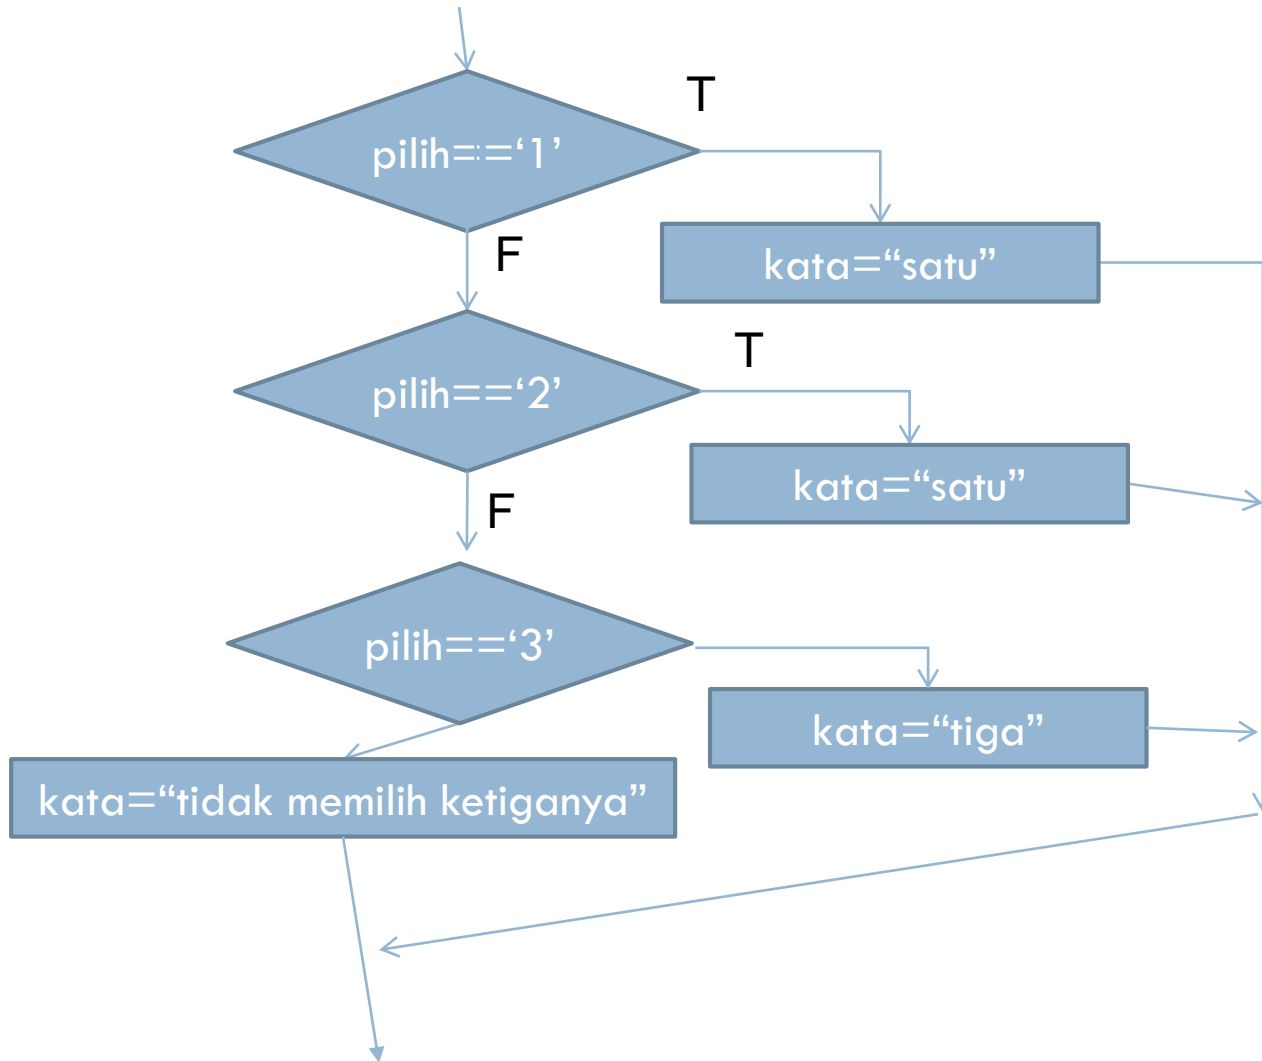 T
pilih=='1'
F
kata="satu"
T
pilih=='2'
kata="satu"
F
pilih=='3'
kata="tiga"
kata="tidak memilih ketiganya"